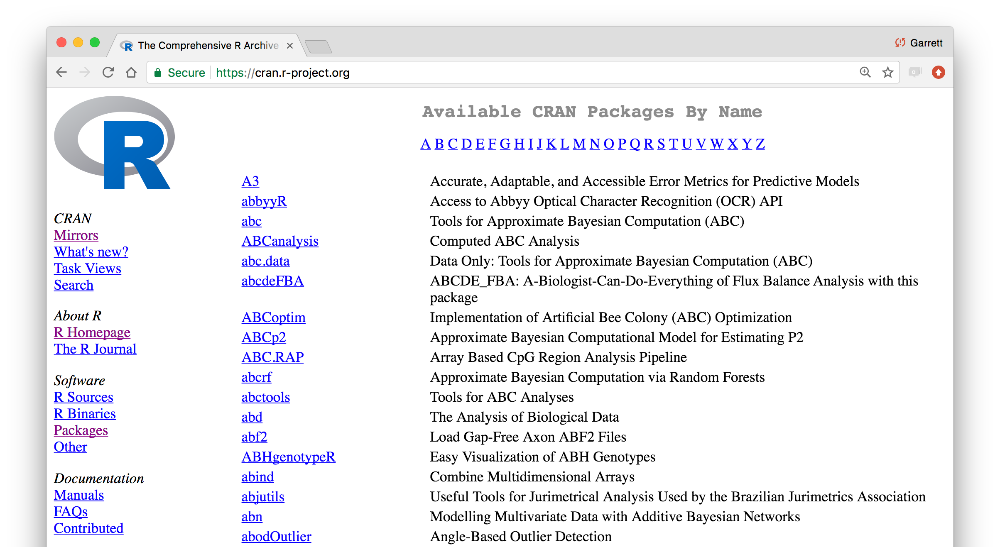 The Comprehensive R Archive
Garrett
Secure https://cran.r-project.org
R
CRAN
Mirrors
What's new?
Task Views
Search
About R
R Homepage
The R Journal
Software
R Sources
R Binaries
Packages
Other
Documentation
Manuals
FAQs
Contributed
Available CRAN Packages By Name
A B C D E F G H I J K L M N O P Q R S T U V W X Y Z
A3 Accurate, Adaptable, and Accessible Error Metrics for Predictive Models
abbyyR Access to Abbyy Optical Character Recognition (OCR) API
abc Tools for Approximate Bayesian Computation (ABC)
ABCanalysis Computed ABC Analysis
abc.data Data Only: Tools for Approximate Bayesian Computation (ABC)
abcdeFBA ABCDE_FBA: A-Biologist-Can-Do-Everything of Flux Balance Analysis with this
package
ABCoptim Implementation of Artificial Bee Colony (ABC) Optimization
ABCp2 Approximate Bayesian Computational Model for Estimating P2
ABC.RAP Array Based CpG Region Analysis Pipeline
abcrf Approximate Bayesian Computation via Random Forests
abctools Tools for ABC Analyses
abd The Analysis of Biological Data
abf2 Load Gap-Free Axon ABF2 Files
ABHgenotypeR Easy Visualization of ABH Genotypes
abind Combine Multidimensional Arrays
abjutils Useful Tools for Jurimetrical Analysis Used by the Brazilian Jurimetrics Association
abn Modelling Multivariate Data with Additive Bayesian Networks
abodOutlier Angle-Based Outlier Detection